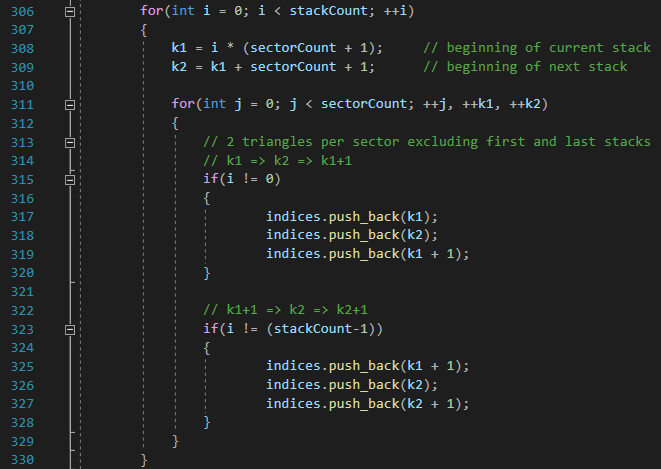 306 for(int i = 0; i < stackCount; ++i)
307 {
308 k1 = i * (sectorCount + 1);     // beginning of current stack
309 k2 = k1 + sectorCount + 1;      // beginning of next stack
310
311 for(int j = 0; j < sectorCount; ++j, ++k1, ++k2)
312 {
313 // 2 triangles per sector excluding first and last stacks
314 // k1 => k2 => k1+1
315 if(i != 0)
316 {
317 indices.push_back(k1);
318 indices.push_back(k2);
319 indices.push_back(k1 + 1);
320 }
321
322 // k1+1 => k2 => k2+1
323 if(i != (stackCount-1))
324 {
325 indices.push_back(k1 + 1);
326 indices.push_back(k2);
327 indices.push_back(k2 + 1);
328 }
329 }
330 }